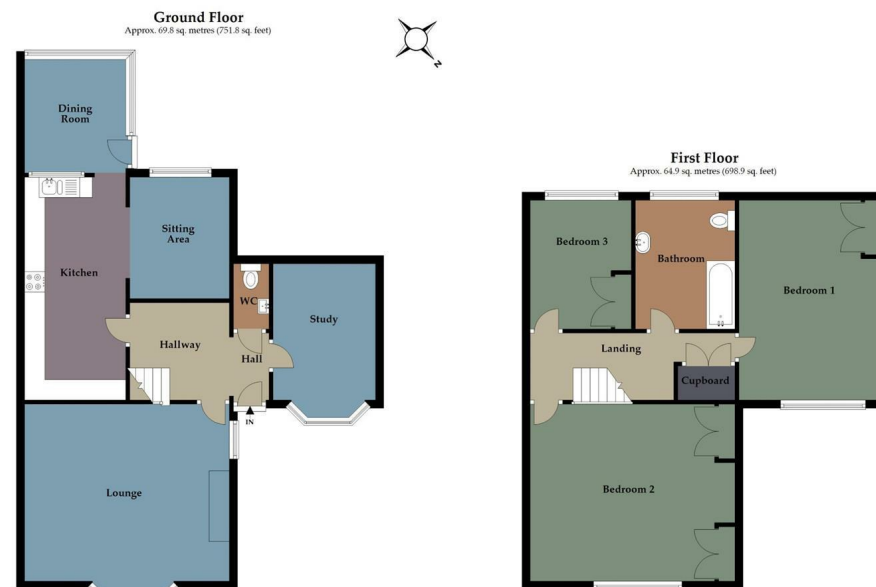 Ground Floor
Approx. 69.8 sq. metres (751.8 sq. feet)
N
Dining
Room
Sitting
Area
Kitchen
WC
Study
Hallway
Hall
IN
Lounge
First Floor
Approx. 64.9 sq. metres (698.9 sq. feet)
Bedroom 3
Bathroom
Bedroom 1
Landing
Cupboard
Bedroom 2